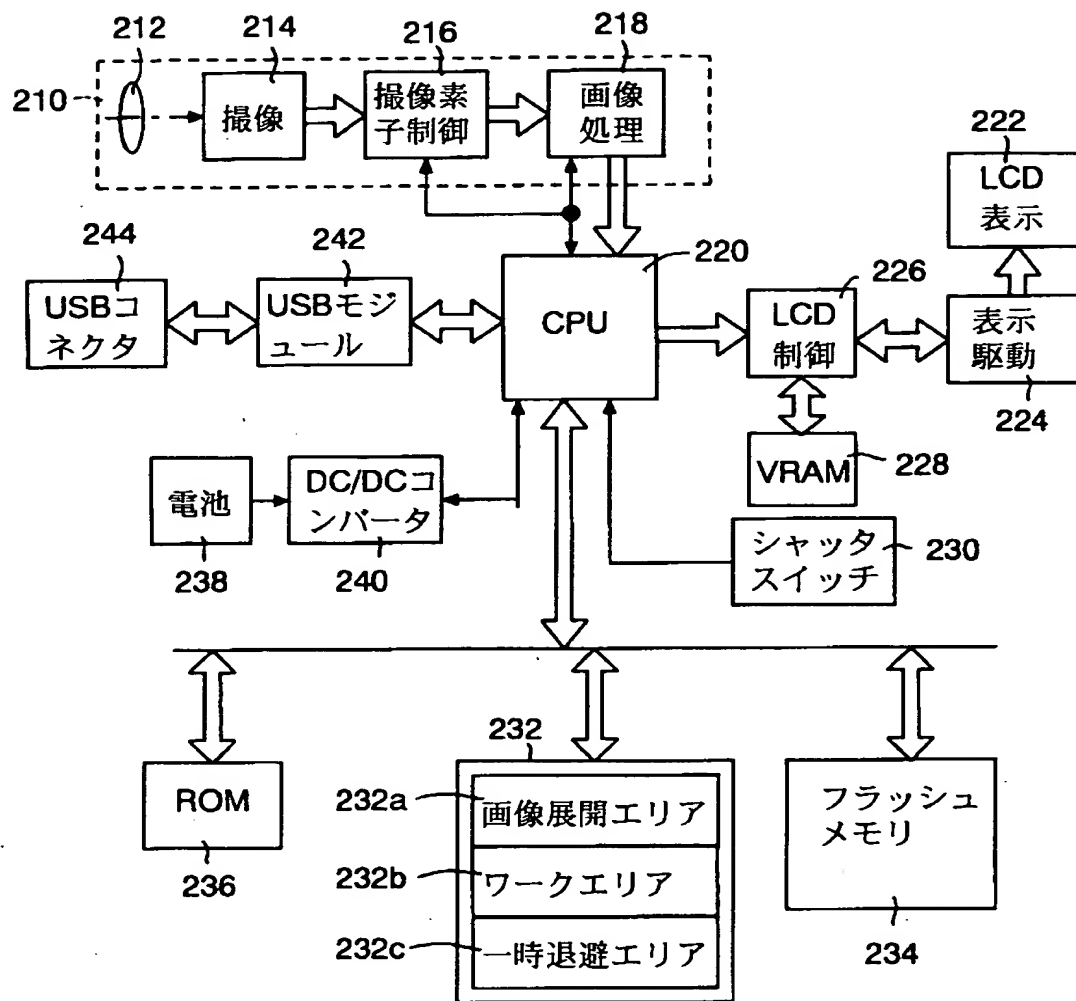 212
214
216
218
210
撮像
撮像素
子制御
画像
処理
222
LCD
表示
244
242
220
226
USBコ
ネクタ
USBモジ
ュール
CPU
LCD
制御
表示
駆動
224
VRAM
228
電池
DC/DCコ
ンバータ
238
240
シャッタ
スイッチ
230
232
ROM
236
232a
画像展開エリア
232b
ワークエリア
232c
一時退避エリア
フラッシュ
メモリ
234